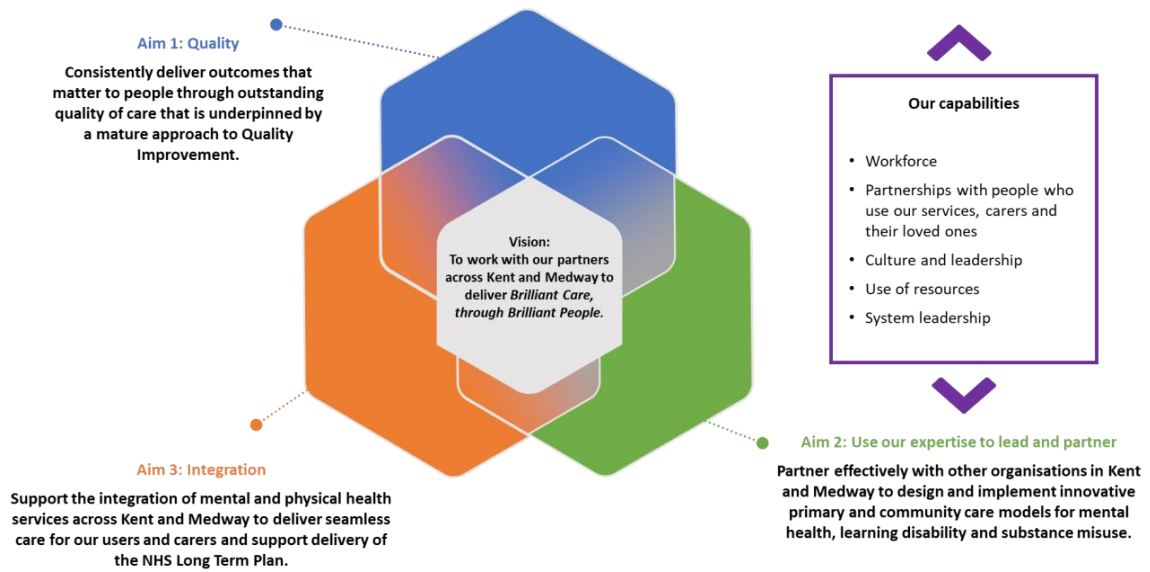 Aim 1: Quality
Consistently deliver outcomes that
matter to people through outstanding
quality of care that is underpinned by
a mature approach to Quality
Improvement.
Vision:
To work with our partners
across Kent and Medway to
deliver Brilliant Care,
through Brilliant People.
Our capabilities
• Workforce
• Partnerships with people who
use our services, carers and
their loved ones
• Culture and leadership
• Use of resources
• System leadership
Aim 3: Integration
Support the integration of mental and physical health
services across Kent and Medway to deliver seamless
care for our users and carers and support delivery of
the NHS Long Term Plan.
Aim 2: Use our expertise to lead and partner
Partner effectively with other organisations in Kent
and Medway to design and implement innovative
primary and community care models for mental
health, learning disability and substance misuse.